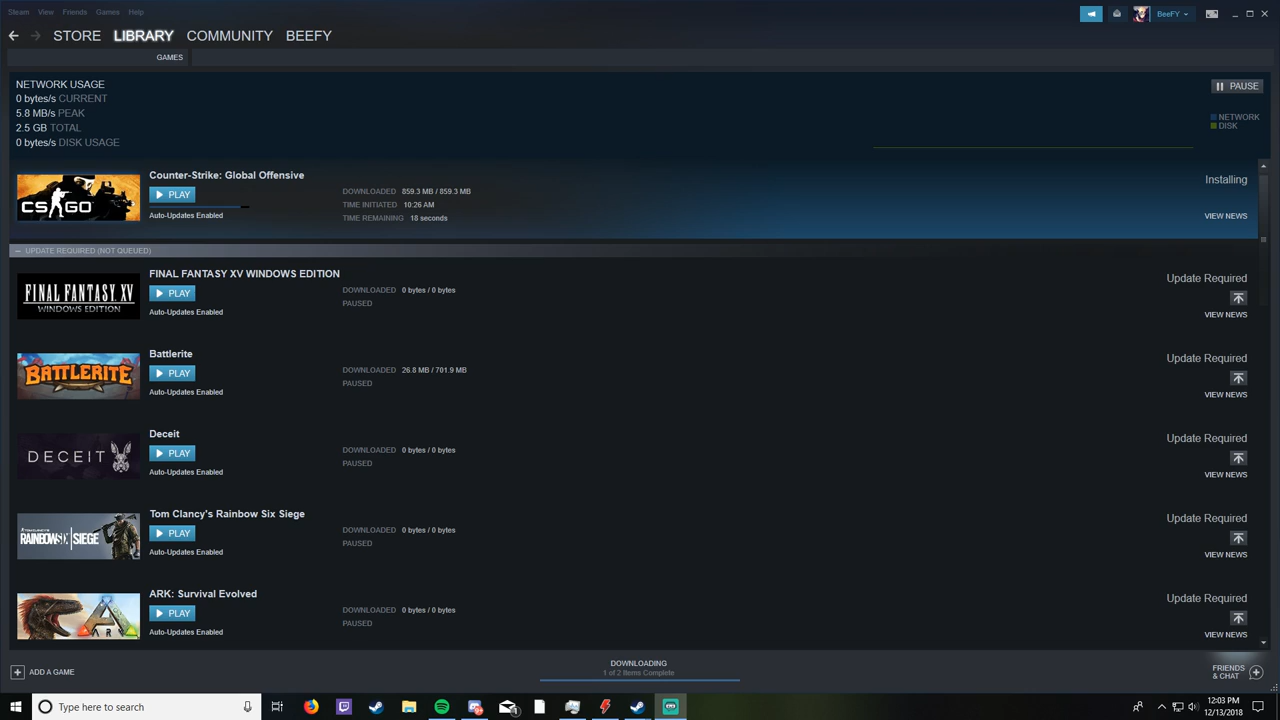 Steam View Friends Games Help
BeeFY
STORE LIBRARY COMMUNITY BEEFY
GAMES
NETWORK USAGE
0 bytes/s CURRENT
5.8 MB/s PEAK
2.5 GB TOTAL
0 bytes/s DISK USAGE
PAUSE
NETWORK
DISK
CS GO
Counter-Strike: Global Offensive
PLAY
Auto-Updates Enabled
DOWNLOADED 859.3 MB / 859.3 MB
TIME INITIATED 10:26 AM
TIME REMAINING 18 seconds
Installing
VIEW NEWS
UPDATE REQUIRED (NOT QUEUED)
FINAL FANTASY XV
WINDOWS EDITION
FINAL FANTASY XV WINDOWS EDITION
PLAY
Auto-Updates Enabled
DOWNLOADED 0 bytes / 0 bytes
PAUSED
Update Required
VIEW NEWS
BATTLERITE
Battlerite
PLAY
Auto-Updates Enabled
DOWNLOADED 26.8 MB / 701.9 MB
PAUSED
Update Required
VIEW NEWS
DECEIT
Deceit
PLAY
Auto-Updates Enabled
DOWNLOADED 0 bytes / 0 bytes
PAUSED
Update Required
VIEW NEWS
RAINBOW SIX SIEGE
Tom Clancy's Rainbow Six Siege
PLAY
Auto-Updates Enabled
DOWNLOADED 0 bytes / 0 bytes
PAUSED
Update Required
VIEW NEWS
ARK
ARK: Survival Evolved
PLAY
Auto-Updates Enabled
DOWNLOADED 0 bytes / 0 bytes
PAUSED
Update Required
VIEW NEWS
ADD A GAME
DOWNLOADING
1 of 2 Items Complete
FRIENDS
& CHAT
Type here to search
12:03 PM
12/13/2018